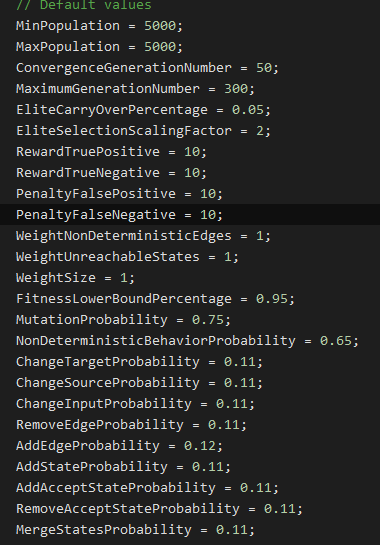 // Default values
MinPopulation = 5000;
MaxPopulation = 5000;
ConvergenceGenerationNumber = 50;
MaximumGenerationNumber = 300;
EliteCarryOverPercentage = 0.05;
EliteSelectionScalingFactor = 2;
RewardTruePositive = 10;
RewardTrueNegative = 10;
PenaltyFalsePositive = 10;
PenaltyFalseNegative = 10;
WeightNonDeterministicEdges = 1;
WeightUnreachableStates = 1;
WeightSize = 1;
FitnessLowerBoundPercentage = 0.95;
MutationProbability = 0.75;
NonDeterministicBehaviorProbability = 0.65;
ChangeTargetProbability = 0.11;
ChangeSourceProbability = 0.11;
ChangeInputProbability = 0.11;
RemoveEdgeProbability = 0.11;
AddEdgeProbability = 0.12;
AddStateProbability = 0.11;
AddAcceptStateProbability = 0.11;
RemoveAcceptStateProbability = 0.11;
MergeStatesProbability = 0.11;